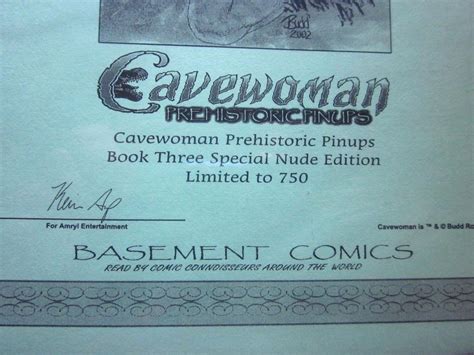 Budd
2002
Cavewoman
PREHISTORIC PINUPS
Cavewoman Prehistoric Pinups
Book Three Special Nude Edition
Limited to 750
For Amryl Entertainment
Cavewoman is ™ & © Budd Ro
BASEMENT COMICS
READ BY COMIC CONNOISSEURS AROUND THE WORLD